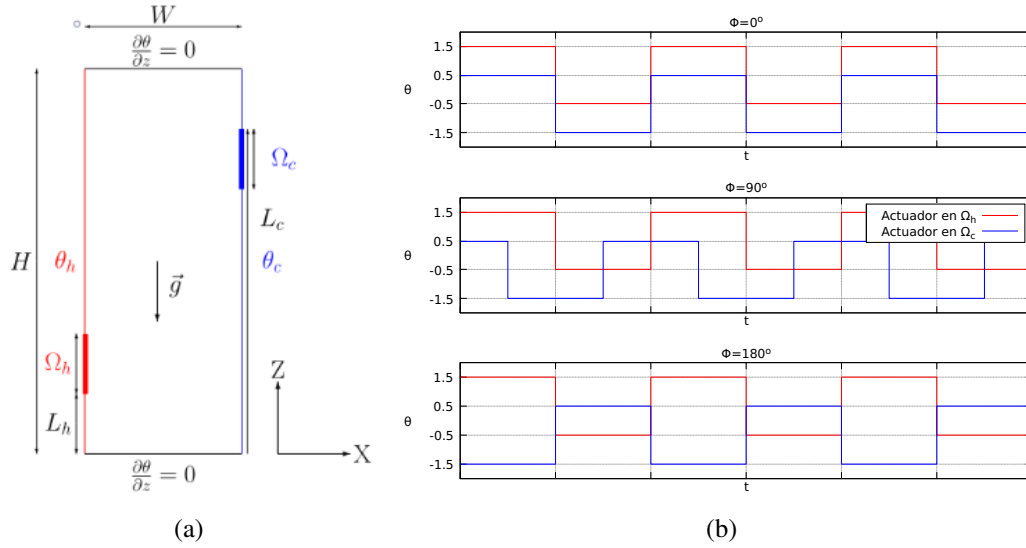 W
∂θ/∂z = 0
H
Ω_c
L_c
θ_h
θ_c
g⃗
Ω_h
L_h
Z
X
∂θ/∂z = 0
(a)
Φ=0º
1.5
0.5
-0.5
-1.5
θ
t
Φ=90º
1.5
0.5
-0.5
-1.5
θ
Actuador en Ω_h
Actuador en Ω_c
t
Φ=180º
1.5
0.5
-0.5
-1.5
θ
t
(b)